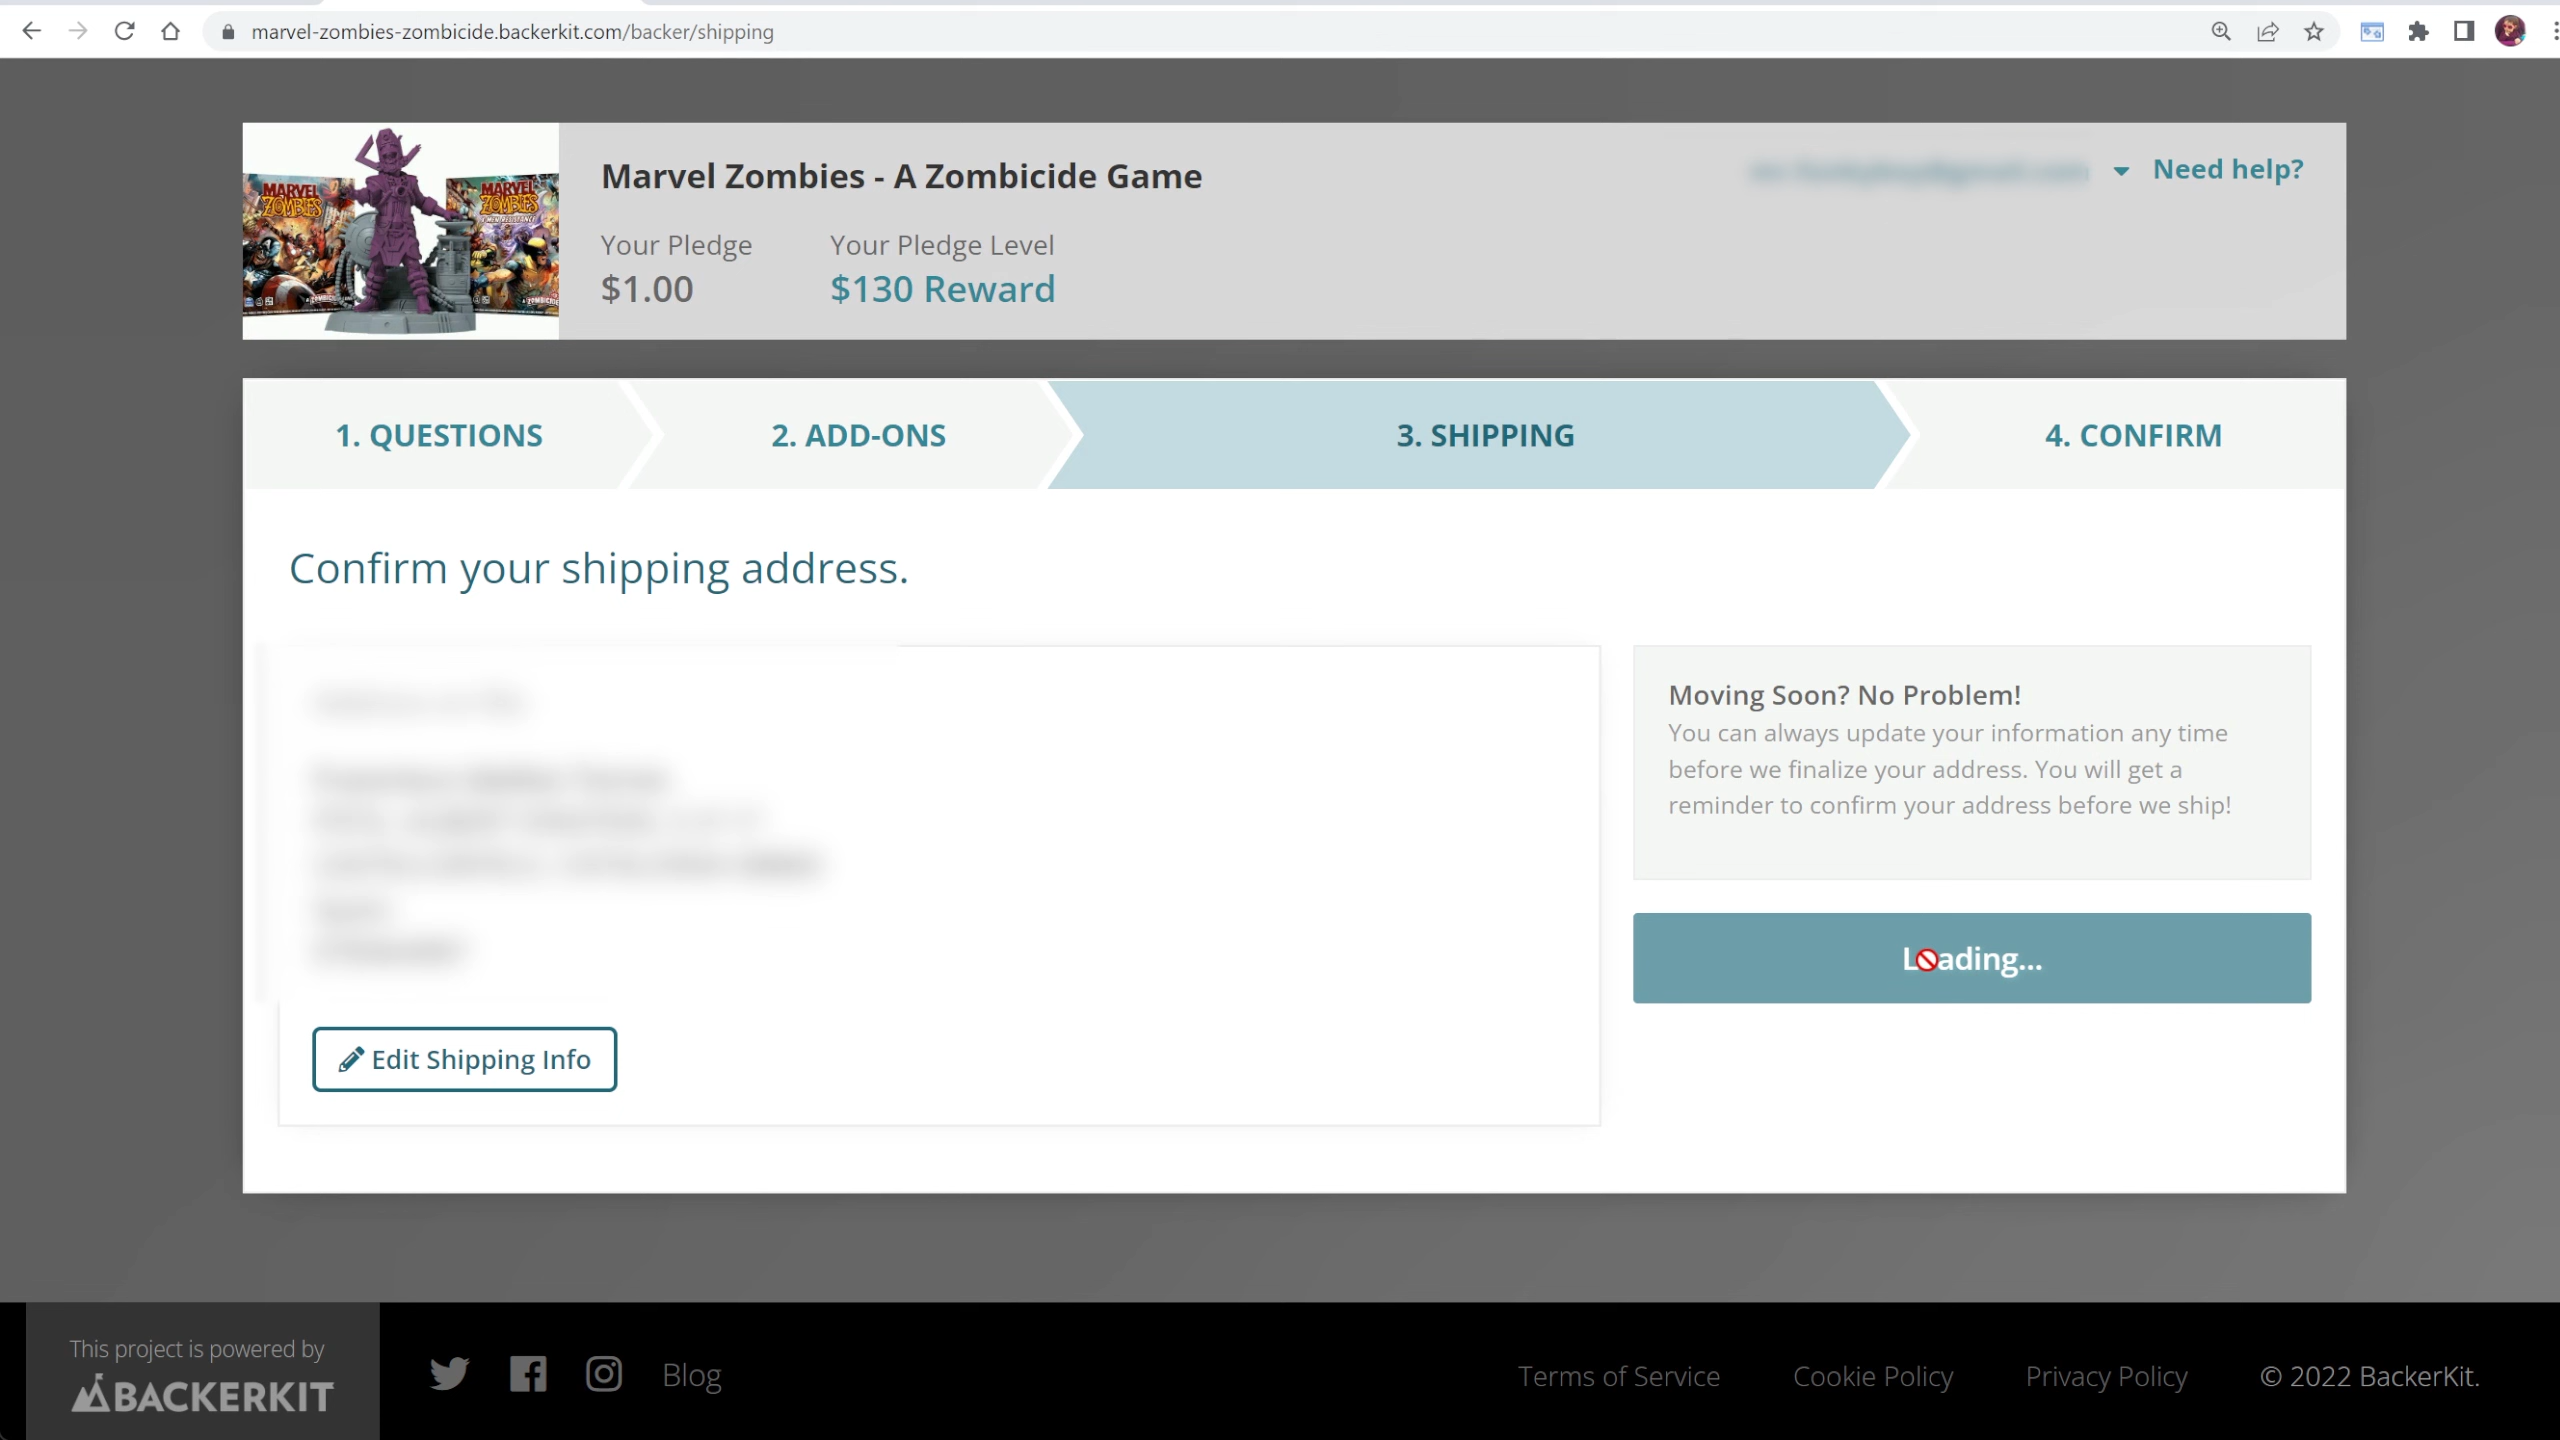 marvel-zombies-zombicide.backerkit.com/backer/shipping
MARVEL ZOMBIES
MARVEL ZOMBIES
Marvel Zombies - A Zombicide Game
Need help?
Your Pledge
Your Pledge Level
$1.00
$130 Reward
1. QUESTIONS
2. ADD-ONS
3. SHIPPING
4. CONFIRM
Confirm your shipping address.
Moving Soon? No Problem!
You can always update your information any time
before we finalize your address. You will get a
reminder to confirm your address before we ship!
Loading...
Edit Shipping Info
This project is powered by
BACKERKIT
Blog
Terms of Service
Cookie Policy
Privacy Policy
© 2022 BackerKit.